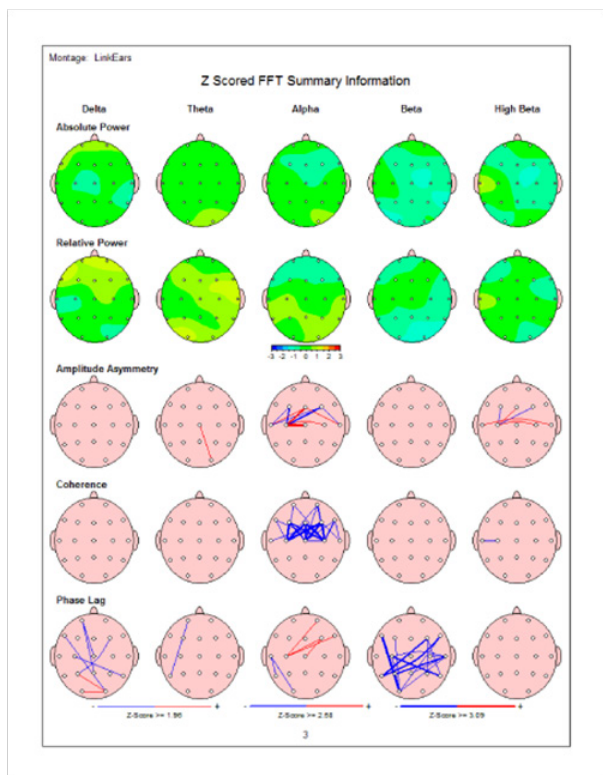 Montage: LinkEars
Z Scored FFT Summary Information
Delta Theta Alpha Beta High Beta
Absolute Power
Relative Power
-3 -2 -1 0 1 2 3
Amplitude Asymmetry
Coherence
Phase Lag
- + - + - +
Z-Score >= 1.96 Z-Score >= 2.58 Z-Score >= 3.09
3